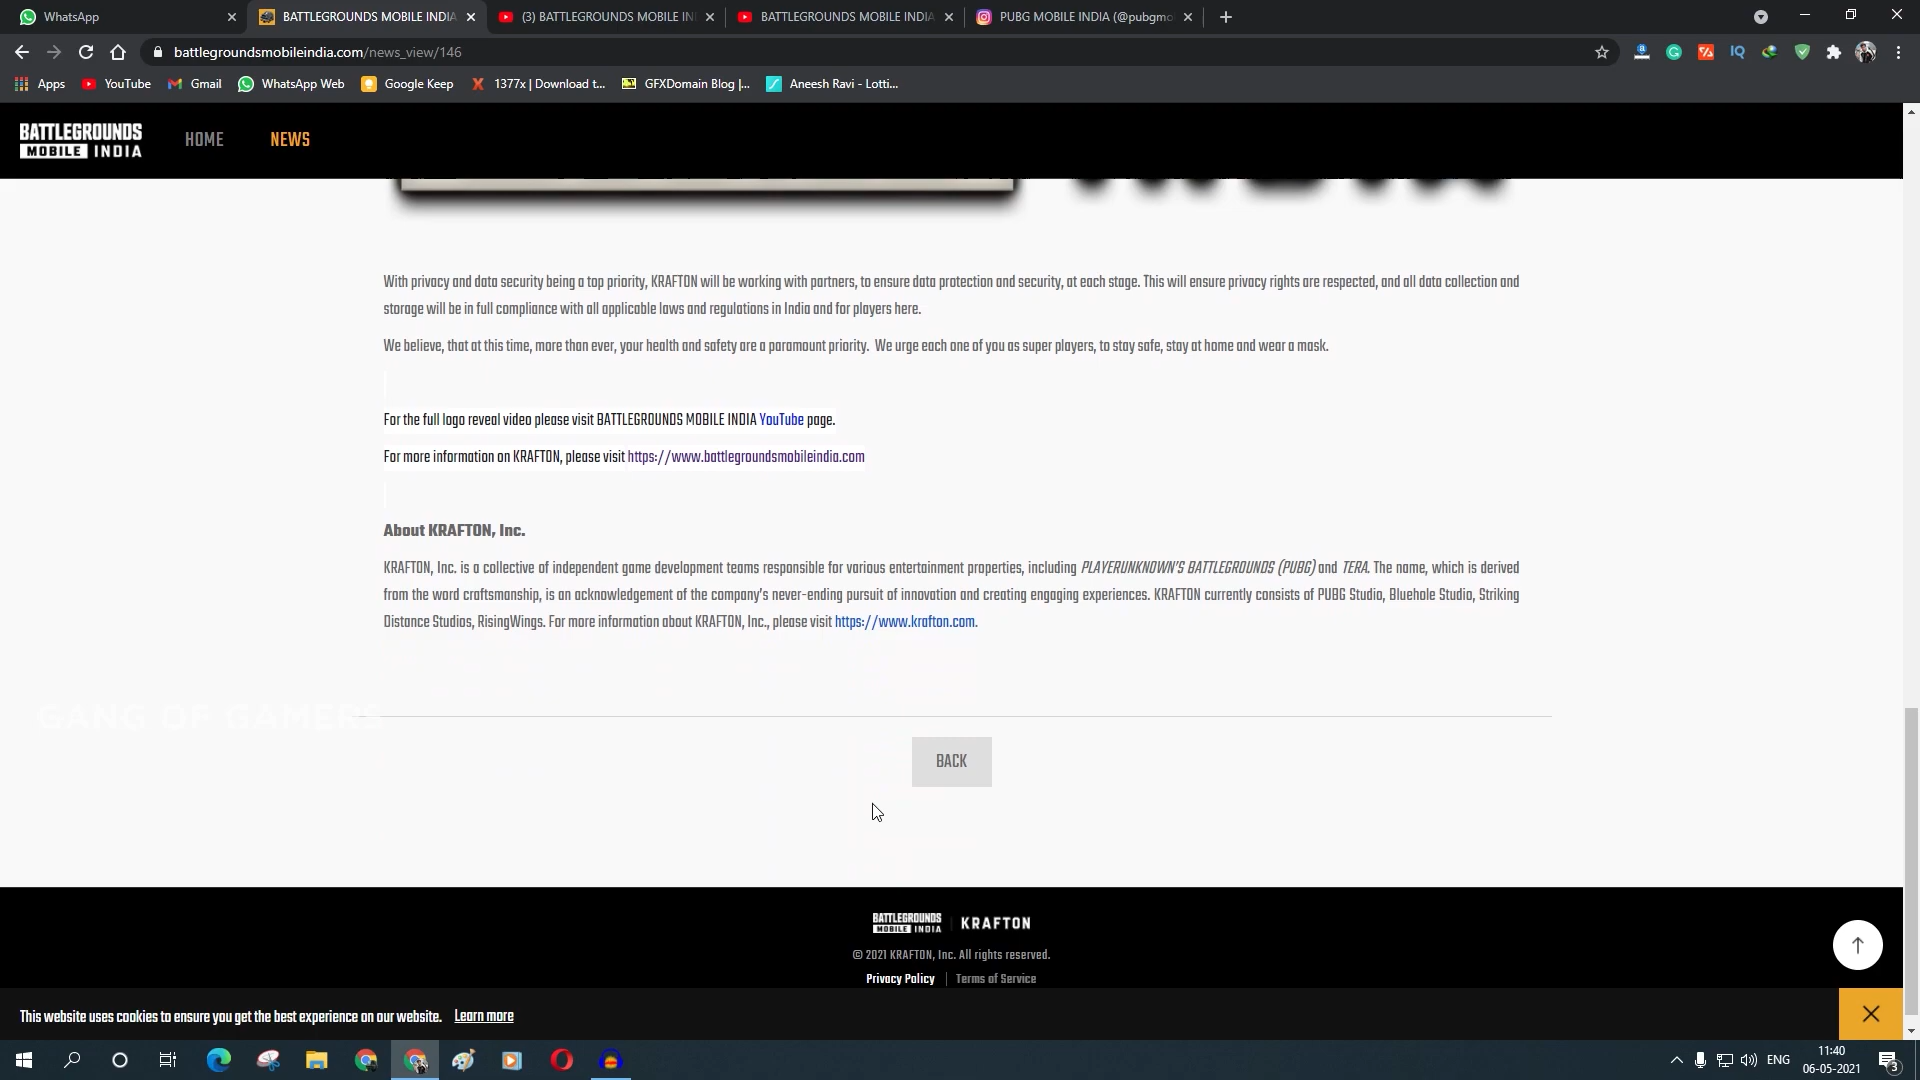 WhatsApp
BATTLEGROUNDS MOBILE INDIA
(3) BATTLEGROUNDS MOBILE IN
BATTLEGROUNDS MOBILE INDIA
PUBG MOBILE INDIA (@pubgmo
battlegroundsmobileindia.com/news_view/146
Apps
YouTube
Gmail
WhatsApp Web
Google Keep
1377x | Download t...
GFXDomain Blog |...
Aneesh Ravi - Lotti...
BATTLEGROUNDS
MOBILE INDIA
HOME
NEWS
With privacy and data security being a top priority, KRAFTON will be working with partners, to ensure data protection and security, at each stage. This will ensure privacy rights are respected, and all data collection and
storage will be in full compliance with all applicable laws and regulations in India and for players here.
We believe, that at this time, more than ever, your health and safety are a paramount priority.  We urge each one of you as super players, to stay safe, stay at home and wear a mask.
For the full logo reveal video please visit BATTLEGROUNDS MOBILE INDIA YouTube page.
For more information on KRAFTON, please visit https://www.battlegroundsmobileindia.com
About KRAFTON, Inc.
KRAFTON, Inc. is a collective of independent game development teams responsible for various entertainment properties, including PLAYERUNKNOWN'S BATTLEGROUNDS (PUBG) and TERA. The name, which is derived
from the word craftsmanship, is an acknowledgement of the company's never-ending pursuit of innovation and creating engaging experiences. KRAFTON currently consists of PUBG Studio, Bluehole Studio, Striking
Distance Studios, RisingWings. For more information about KRAFTON, Inc., please visit https://www.krafton.com.
GANG OF GAMERS
BACK
BATTLEGROUNDS
MOBILE INDIA
KRAFTON
© 2021 KRAFTON, Inc. All rights reserved.
Privacy Policy
Terms of Service
This website uses cookies to ensure you get the best experience on our website. Learn more
ENG
11:40
06-05-2021
3